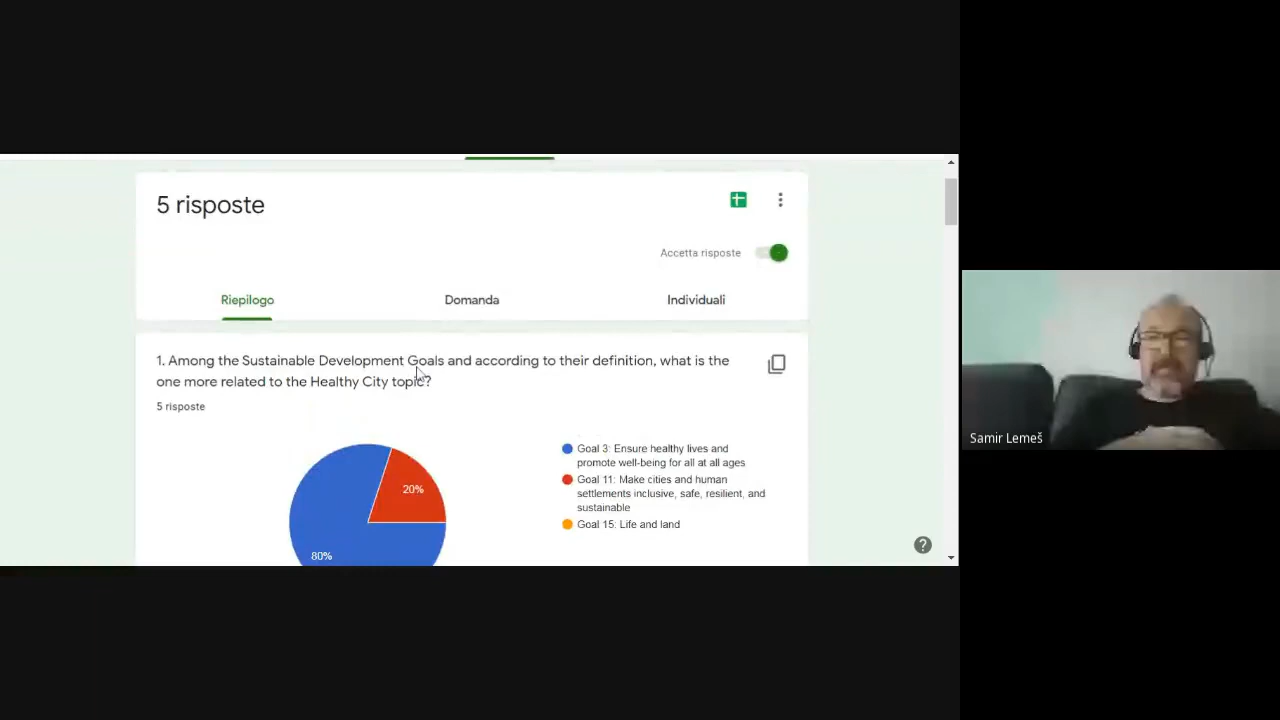 5 risposte
Accetta risposte
Riepilogo
Domanda
Individuali
1. Among the Sustainable Development Goals and according to their definition, what is the
one more related to the Healthy City topic?
5 risposte
20%
80%
Goal 3: Ensure healthy lives and
promote well-being for all at all ages
Goal 11: Make cities and human
settlements inclusive, safe, resilient, and
sustainable
Goal 15: Life and land
Samir Lemeš